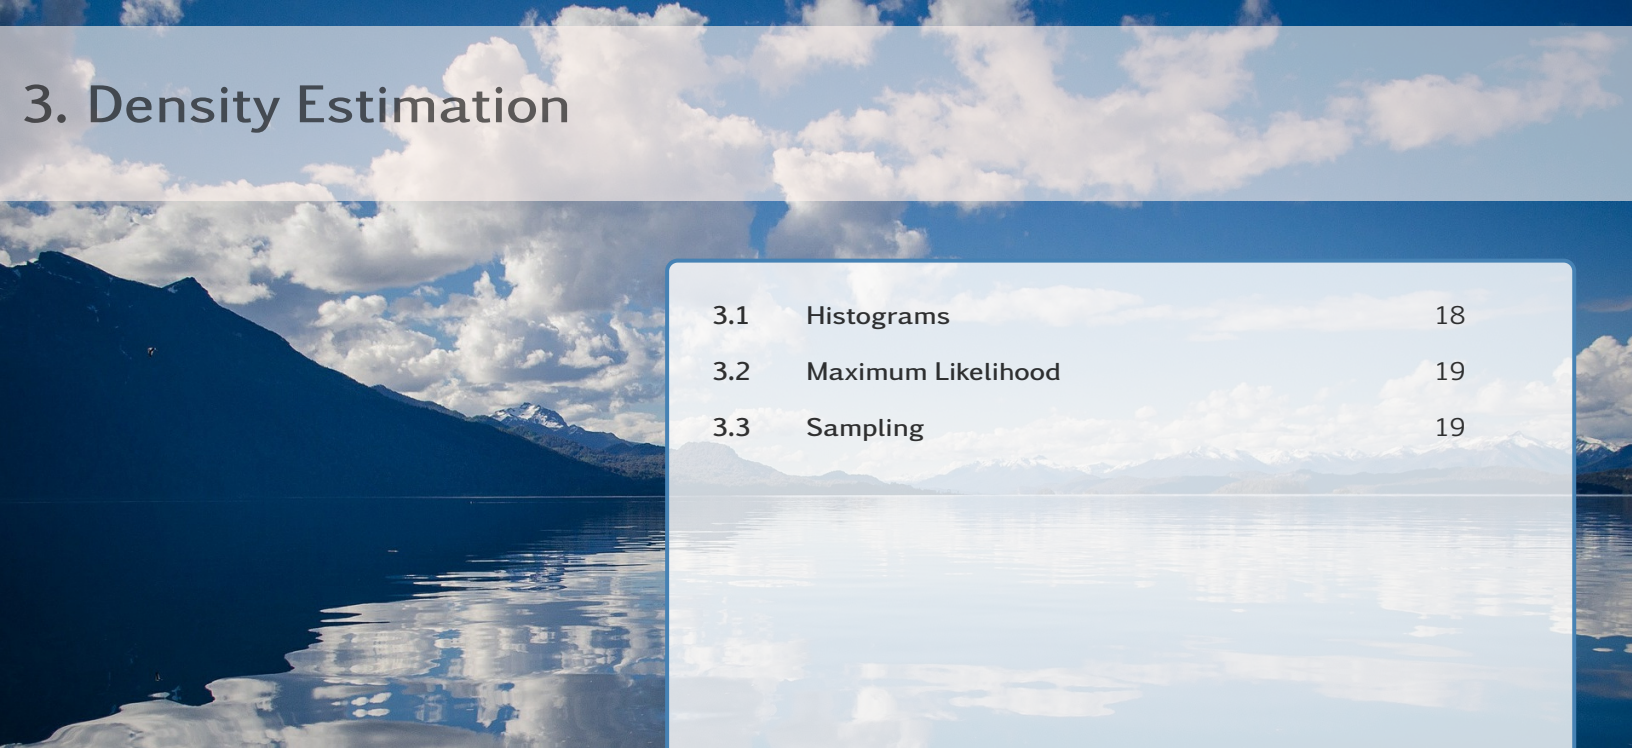 3. Density Estimation
3.1 Histograms 18
3.2 Maximum Likelihood 19
3.3 Sampling 19